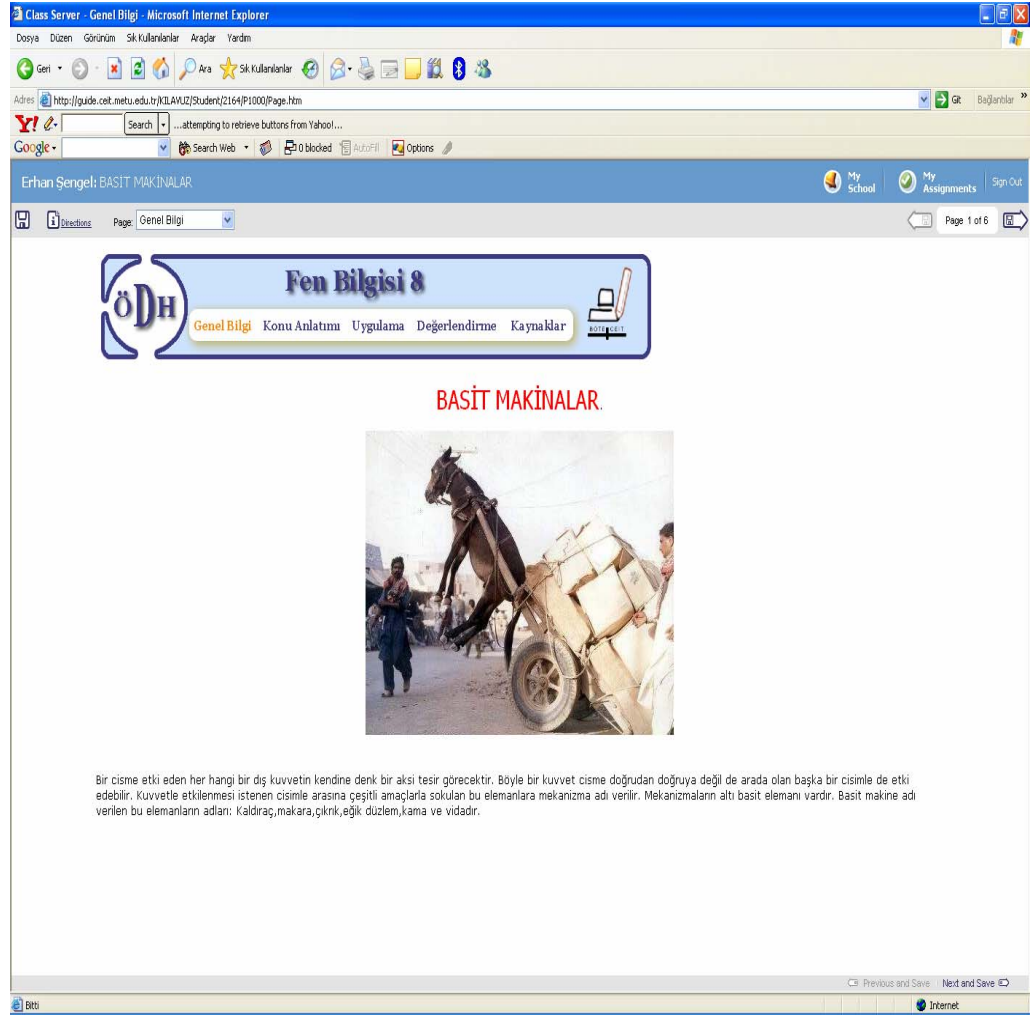 Class Server - Genel Bilgi - Microsoft Internet Explorer
Dosya Düzen Görünüm Sık Kullanılanlar Araçlar Yardım
Geri Ara Sık Kullanılanlar
Adres http://guide.ceit.metu.edu.tr/KILAVUZ/Student/2164/P1000/Page.htm Git Bağlantılar »
Y! Search ...attempting to retrieve buttons from Yahoo!...
Google Search Web 0 blocked AutoFill Options
Erhan Şengel: BASİT MAKİNALAR My School My Assignments Sign Out
Directions Page: Genel Bilgi Page 1 of 6
ÖDH
Fen Bilgisi 8
Genel Bilgi Konu Anlatımı Uygulama Değerlendirme Kaynaklar
BOTE CEIT
BASİT MAKİNALAR.
Bir cisme etki eden her hangi bir dış kuvvetin kendine denk bir aksi tesir görecektir. Böyle bir kuvvet cisme doğrudan doğruya değil de arada olan başka bir cisimle de etki
edebilir. Kuvvetle etkilenmesi istenen cisimle arasına çeşitli amaçlarla sokulan bu elemanlara mekanizma adı verilir. Mekanizmaların altı basit elemanı vardır. Basit makine adı
verilen bu elemanların adları: Kaldıraç,makara,çıkrık,eğik düzlem,kama ve vidadır.
Previous and Save Next and Save
Bitti Internet